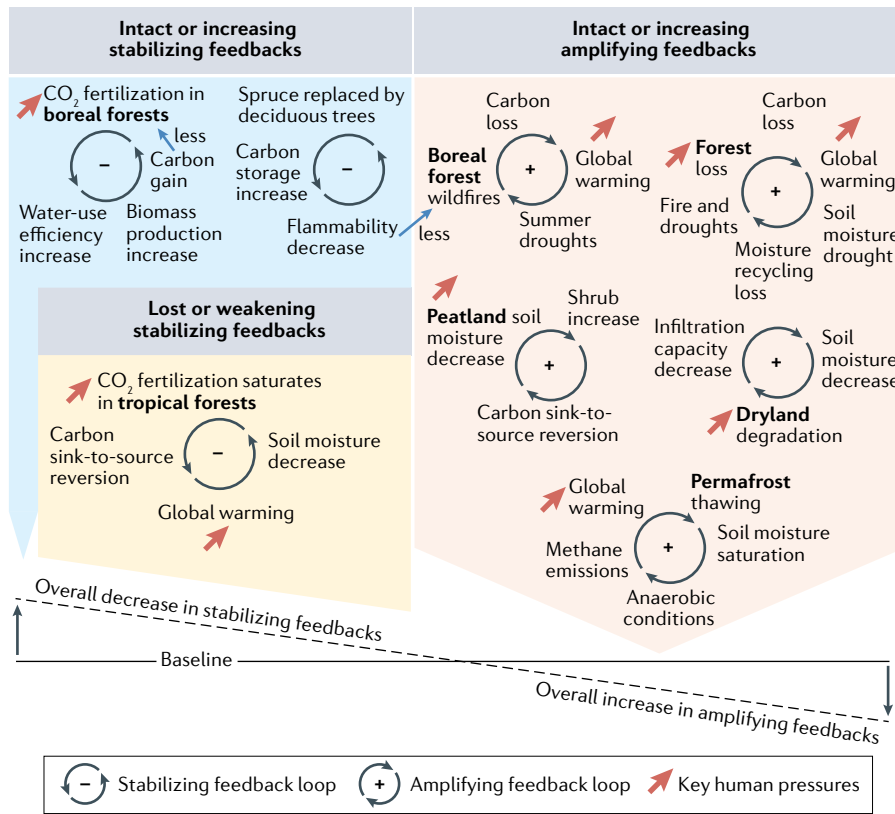 Intact or increasing
stabilizing feedbacks
Intact or increasing
amplifying feedbacks
CO₂ fertilization in
boreal forests
less
Carbon
gain
Water-use
efficiency
increase
Biomass
production
increase
–
Spruce replaced by
deciduous trees
Carbon
storage
increase
–
Flammability
decrease
less
Carbon
loss
Boreal
forest
wildfires
+
Global
warming
Summer
droughts
Carbon
loss
Forest
loss
Global
warming
+
Fire and
droughts
Soil
moisture
drought
Moisture
recycling
loss
Lost or weakening
stabilizing feedbacks
CO₂ fertilization saturates
in tropical forests
Carbon
sink-to-source
reversion
–
Soil moisture
decrease
Global warming
Peatland soil
moisture
decrease
Shrub
increase
+
Carbon sink-to-
source reversion
Infiltration
capacity
decrease
+
Soil
moisture
decrease
Dryland
degradation
Global
warming
Permafrost
thawing
Methane
emissions
+
Soil moisture
saturation
Anaerobic
conditions
Overall decrease in stabilizing feedbacks
Baseline
Overall increase in amplifying feedbacks
– Stabilizing feedback loop
+ Amplifying feedback loop
Key human pressures